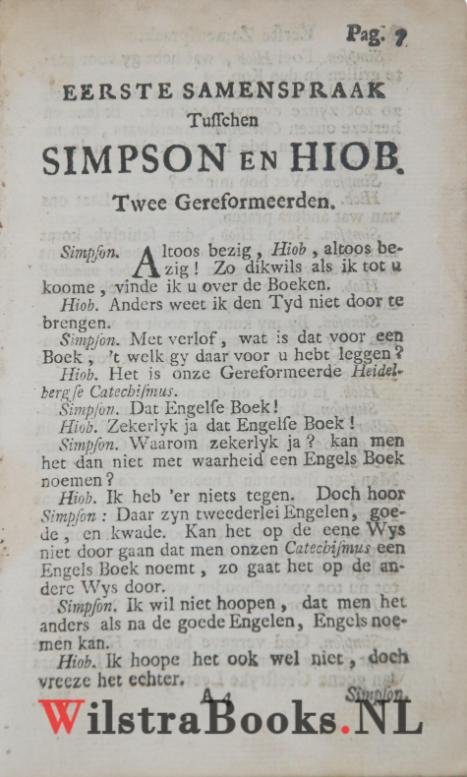 Pag. 7
EERSTE SAMENSPRAAK
Tuſſchen
SIMPSON EN HIOB.
Twee Gereformeerden.
Simpſon. Altoos bezig, Hiob, altoos be-
zig! Zo dikwils als ik tot u
koome, vinde ik u over de Boeken.
Hiob. Anders weet ik den Tyd niet door te
brengen.
Simpſon. Met verlof, wat is dat voor een
Boek, 't welk gy daar voor u hebt leggen?
Hiob. Het is onze Gereformeerde Heidel-
bergſe Catechiſmus.
Simpſon. Dat Engelſe Boek!
Hiob. Zekerlyk ja dat Engelſe Boek!
Simpſon. Waarom zekerlyk ja? kan men
het dan niet met waarheid een Engels Boek
noemen?
Hiob. Ik heb 'er niets tegen. Doch hoor
Simpſon: Daar zyn tweederlei Engelen, goe-
de, en kwade. Kan het op de eene Wys
niet door gaan dat men onzen Catechiſmus een
Engels Boek noemt, zo gaat het op de an-
dere Wys door.
Simpſon. Ik wil niet hoopen, dat men het
anders als na de goede Engelen, Engels noe-
men kan.
Hiob. Ik hoope het ook wel niet, doch
vreeze het echter.
A 4 Simpſon.
WilstraBooks.NL